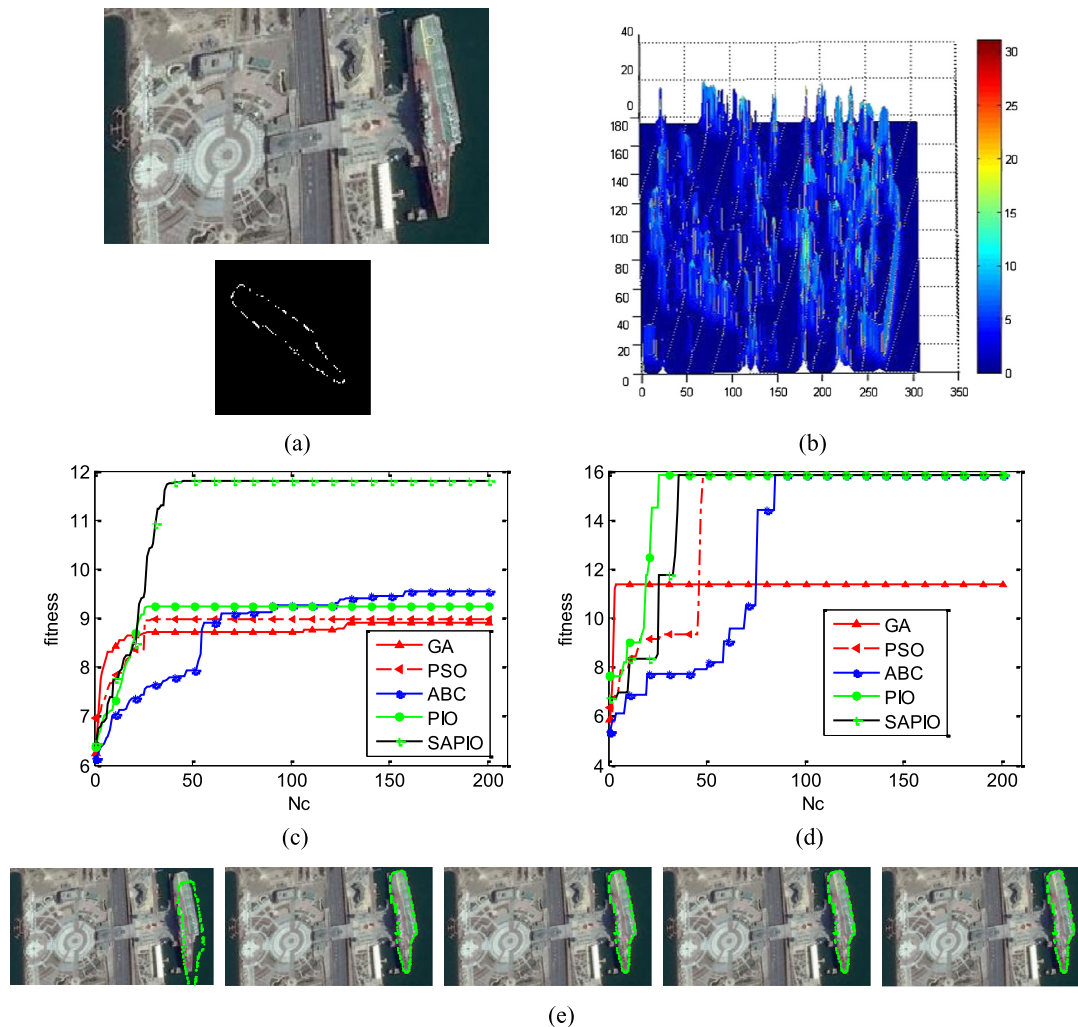 40
20
0
180
160
140
120
100
80
60
40
20
0
0 50 100 150 200 250 300 350
30
25
20
15
10
5
0
(a)
(b)
12
11
10
9
8
7
6
fitness
0 50 100 150 200
Nc
GA
PSO
ABC
PIO
SAPIO
(c)
16
14
12
10
8
6
4
fitness
0 50 100 150 200
Nc
GA
PSO
ABC
PIO
SAPIO
(d)
(e)